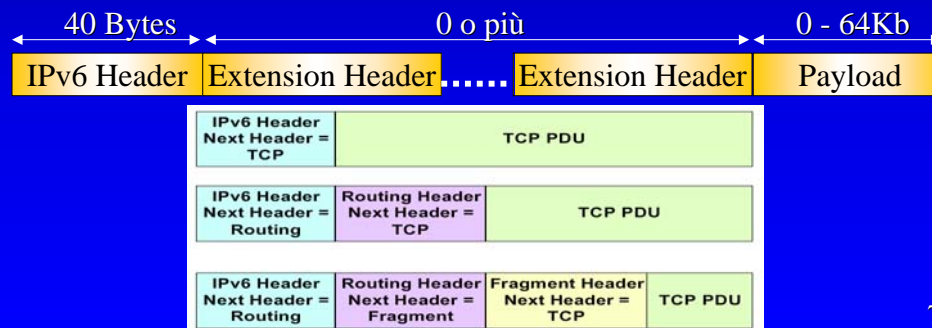 40 Bytes 0 o più 0 - 64Kb
IPv6 Header Extension Header ...... Extension Header Payload
IPv6 Header
Next Header =
TCP
TCP PDU
IPv6 Header
Next Header =
Routing
Routing Header
Next Header =
TCP
TCP PDU
IPv6 Header
Next Header =
Routing
Routing Header
Next Header =
Fragment
Fragment Header
Next Header =
TCP
TCP PDU